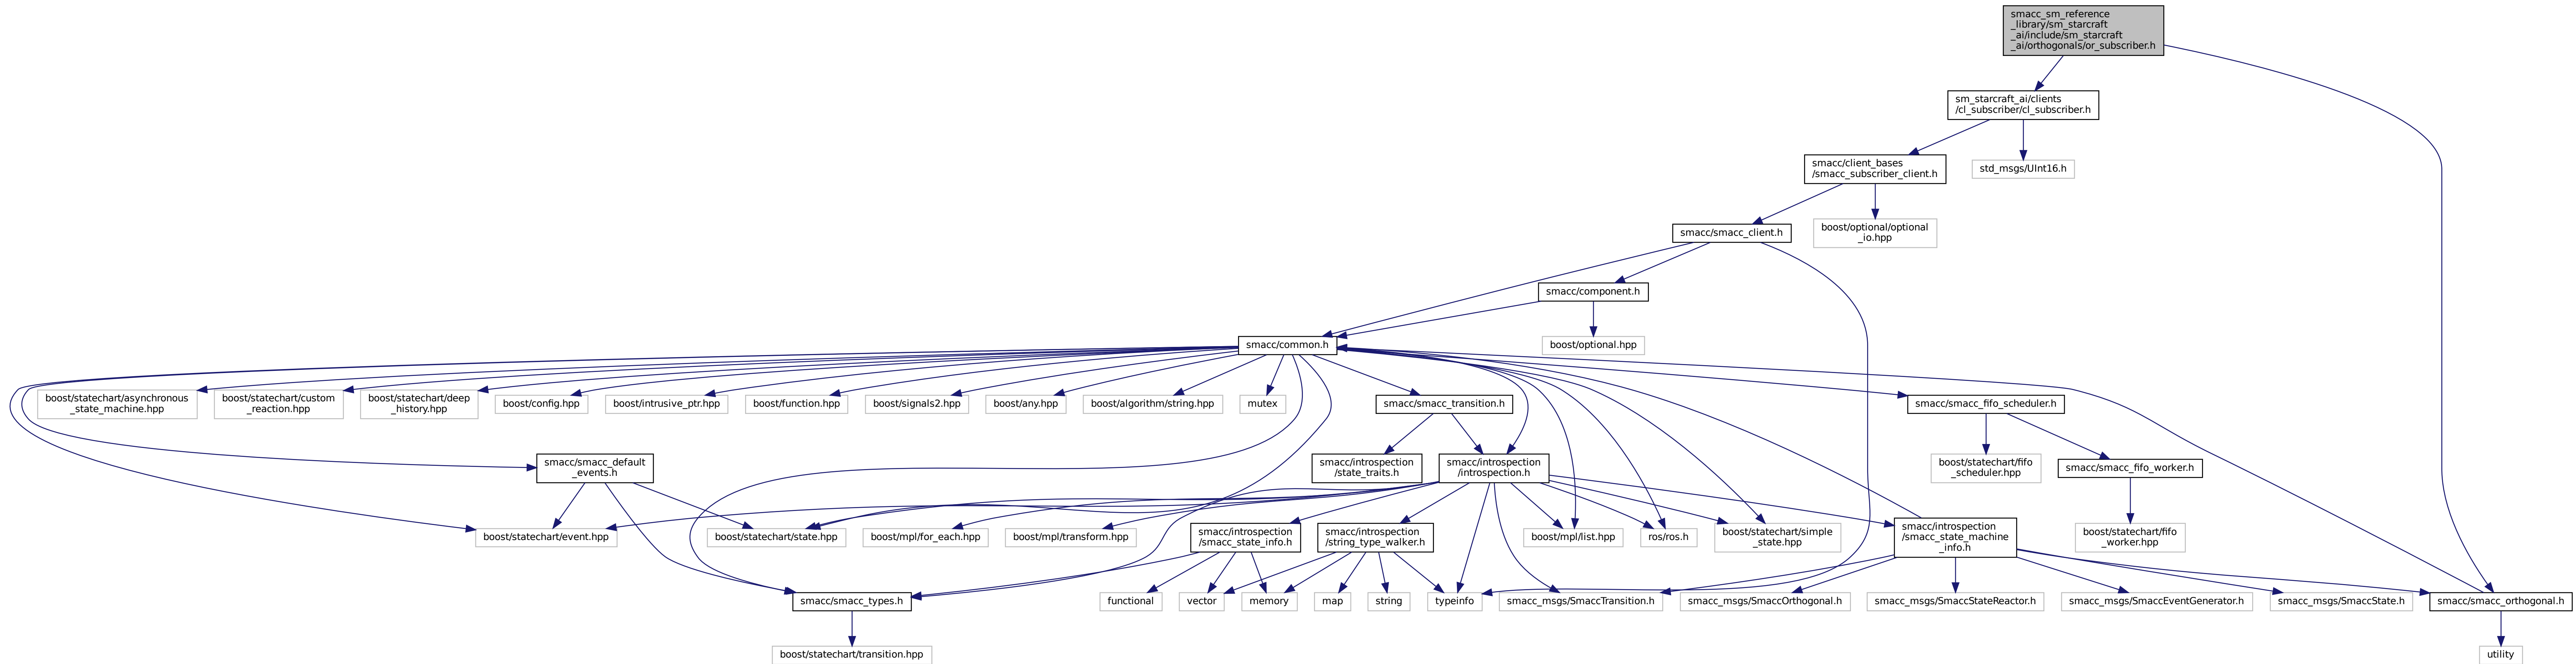 smacc_sm_reference
_library/sm_starcraft
_ai/include/sm_starcraft
_ai/orthogonals/or_subscriber.h
sm_starcraft_ai/clients
/cl_subscriber/cl_subscriber.h
smacc/client_bases
/smacc_subscriber_client.h
std_msgs/UInt16.h
smacc/smacc_client.h
boost/optional/optional
_io.hpp
smacc/component.h
smacc/common.h
boost/optional.hpp
boost/statechart/asynchronous
_state_machine.hpp
boost/statechart/custom
_reaction.hpp
boost/statechart/deep
_history.hpp
boost/config.hpp
boost/intrusive_ptr.hpp
boost/function.hpp
boost/signals2.hpp
boost/any.hpp
boost/algorithm/string.hpp
mutex
smacc/smacc_transition.h
smacc/smacc_fifo_scheduler.h
smacc/smacc_default
_events.h
smacc/introspection
/state_traits.h
smacc/introspection
/introspection.h
boost/statechart/fifo
_scheduler.hpp
smacc/smacc_fifo_worker.h
boost/statechart/event.hpp
boost/statechart/state.hpp
boost/mpl/for_each.hpp
boost/mpl/transform.hpp
smacc/introspection
/smacc_state_info.h
smacc/introspection
/string_type_walker.h
boost/mpl/list.hpp
ros/ros.h
boost/statechart/simple
_state.hpp
smacc/introspection
/smacc_state_machine
_info.h
boost/statechart/fifo
_worker.hpp
smacc/smacc_types.h
functional
vector
memory
map
string
typeinfo
smacc_msgs/SmaccTransition.h
smacc_msgs/SmaccOrthogonal.h
smacc_msgs/SmaccStateReactor.h
smacc_msgs/SmaccEventGenerator.h
smacc_msgs/SmaccState.h
smacc/smacc_orthogonal.h
boost/statechart/transition.hpp
utility